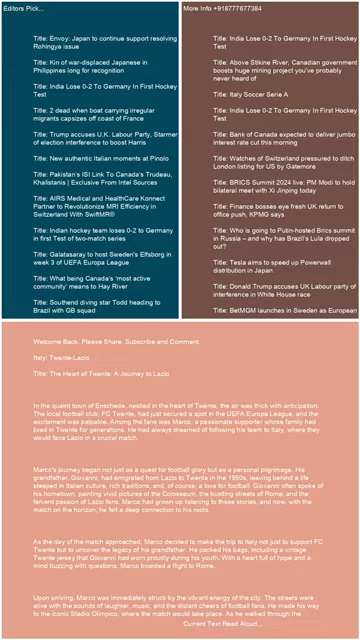 Editors Pick...
Title: Envoy: Japan to continue support resolving
Rohingya issue
Title: Kin of war-displaced Japanese in
Philippines long for recognition
Title: India Lose 0-2 To Germany In First Hockey
Test
Title: 2 dead when boat carrying irregular
migrants capsizes off coast of France
Title: Trump accuses U.K. Labour Party, Starmer
of election interference to boost Harris
Title: New authentic Italian moments at Pinolo
Title: Pakistan's ISI Link To Canada's Trudeau,
Khalistanis | Exclusive From Intel Sources
Title: AIRS Medical and HealthCare Konnect
Partner to Revolutionize MRI Efficiency in
Switzerland With SwiftMR®
Title: Indian hockey team loses 0-2 to Germany
in first Test of two-match series
Title: Galatasaray to host Sweden's Elfsborg in
week 3 of UEFA Europa League
Title: What being Canada's 'most active
community' means to Hay River
Title: Southend diving star Todd heading to
Brazil with GB squad
More Info +918777677384
Title: India Lose 0-2 To Germany In First Hockey
Test
Title: Above Stikine River, Canadian government
boosts huge mining project you've probably
never heard of
Title: Italy Soccer Serie A
Title: India Lose 0-2 To Germany In First Hockey
Test
Title: Bank of Canada expected to deliver jumbo
interest rate cut this morning
Title: Watches of Switzerland pressured to ditch
London listing for US by Gatemore
Title: BRICS Summit 2024 live: PM Modi to hold
bilateral meet with Xi Jinping today
Title: Finance bosses eye fresh UK return to
office push, KPMG says
Title: Who is going to Putin-hosted Brics summit
in Russia – and why has Brazil's Lula dropped
out?
Title: Tesla aims to speed up Powerwall
distribution in Japan
Title: Donald Trump accuses UK Labour party of
interference in White House race
Title: BetMGM launches in Sweden as European
Welcome Back. Please Share. Subscribe and Comment.
Italy: Twente-Lazio
Title: The Heart of Twente: A Journey to Lazio
In the quaint town of Enschede, nestled in the heart of Twente, the air was thick with anticipation.
The local football club, FC Twente, had just secured a spot in the UEFA Europa League, and the
excitement was palpable. Among the fans was Marco, a passionate supporter whose family had
lived in Twente for generations. He had always dreamed of following his team to Italy, where they
would face Lazio in a crucial match.
Marco's journey began not just as a quest for football glory but as a personal pilgrimage. His
grandfather, Giovanni, had emigrated from Lazio to Twente in the 1950s, leaving behind a life
steeped in Italian culture, rich traditions, and, of course, a love for football. Giovanni often spoke of
his hometown, painting vivid pictures of the Colosseum, the bustling streets of Rome, and the
fervent passion of Lazio fans. Marco had grown up listening to these stories, and now, with the
match on the horizon, he felt a deep connection to his roots.
As the day of the match approached, Marco decided to make the trip to Italy not just to support FC
Twente but to uncover the legacy of his grandfather. He packed his bags, including a vintage
Twente jersey that Giovanni had worn proudly during his youth. With a heart full of hope and a
mind buzzing with questions, Marco boarded a flight to Rome.
Upon arriving, Marco was immediately struck by the vibrant energy of the city. The streets were
alive with the sounds of laughter, music, and the distant cheers of football fans. He made his way
to the iconic Stadio Olimpico, where the match would take place. As he walked through the
Current Text Read Aloud...